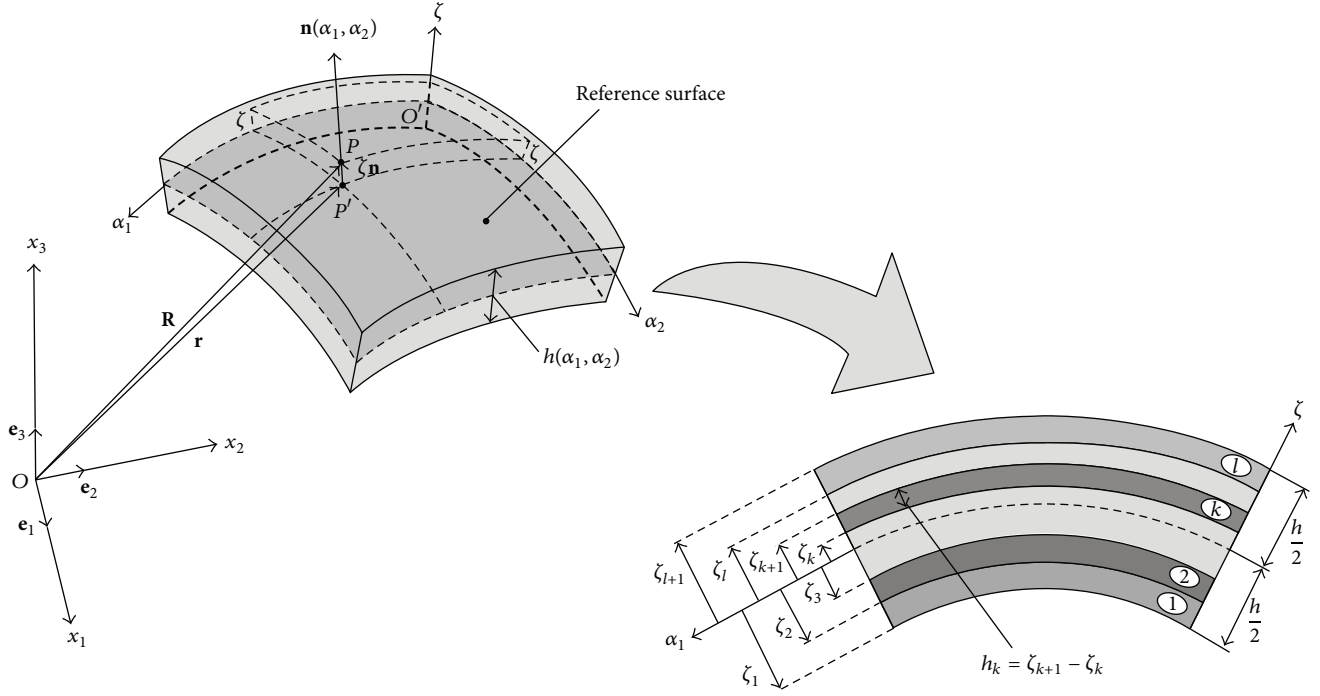 ζ
n(α₁, α₂)
Reference surface
ζ
O′
P
ζ
ζn
P′
α₁
x₃
α₂
R
r
h(α₁, α₂)
e₃
x₂
O
e₂
e₁
x₁
ζ
l
k
h/2
2
1
h/2
ζₗ₊₁
ζₗ
ζₖ₊₁
ζₖ
ζ₃
ζ₂
α₁
ζ₁
hₖ = ζₖ₊₁ − ζₖ